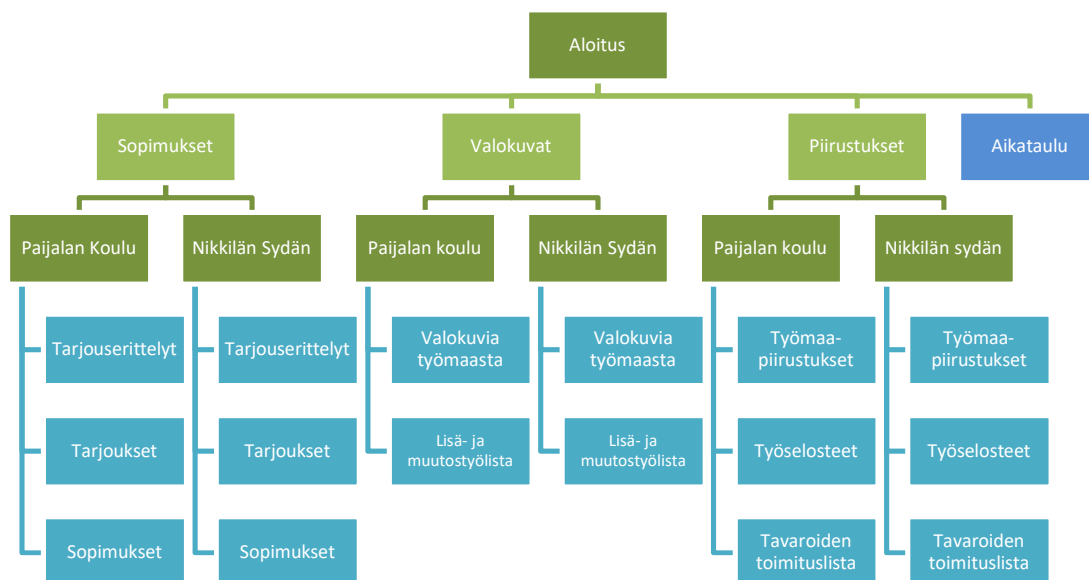 Aloitus
Sopimukset
Valokuvat
Piirustukset
Aikataulu
Paijalan Koulu
Nikkilän Sydän
Paijalan koulu
Nikkilän Sydän
Paijalan koulu
Nikkilän sydän
Tarjouserittelyt
Tarjouserittelyt
Valokuvia
työmaasta
Valokuvia
työmaasta
Työmaa-
piirustukset
Työmaa-
piirustukset
Tarjoukset
Tarjoukset
Lisä- ja
muutostyölista
Lisä- ja
muutostyölista
Työselosteet
Työselosteet
Sopimukset
Sopimukset
Tavaroiden
toimituslista
Tavaroiden
toimituslista